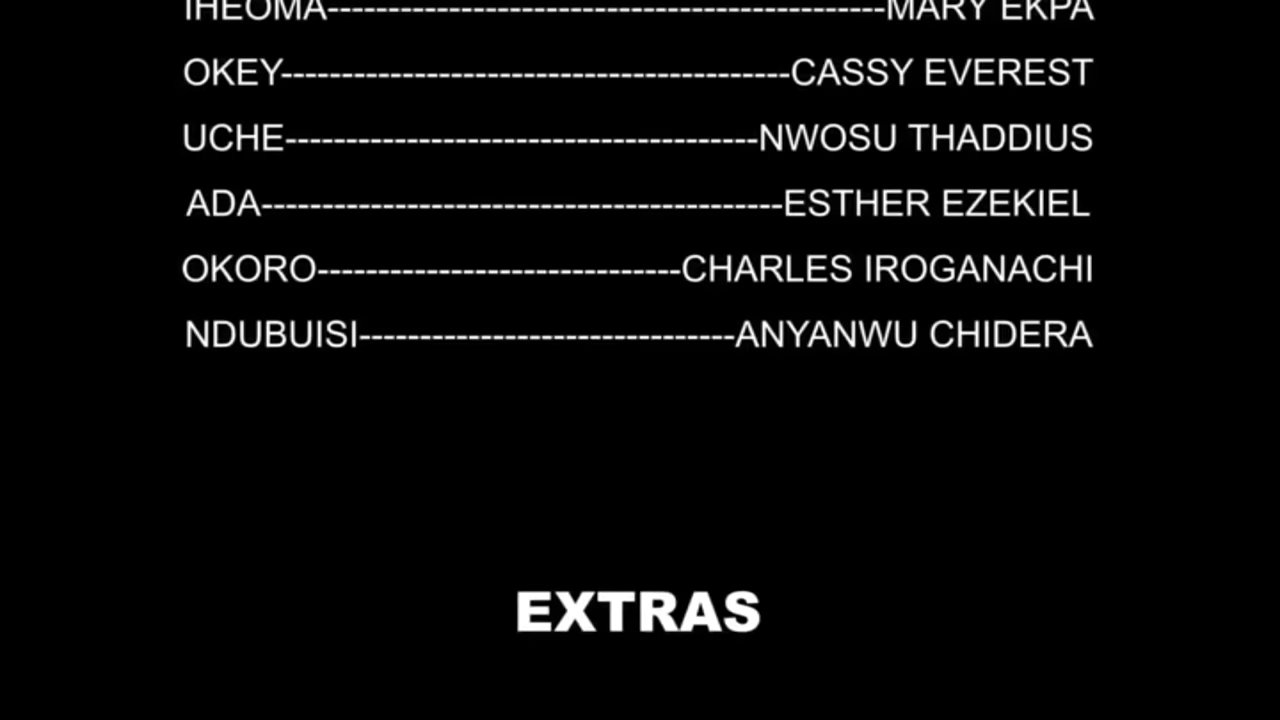 IHEOMA----------------------------------------------MARY EKPA
OKEY------------------------------------------CASSY EVEREST
UCHE---------------------------------------NWOSU THADDIUS
ADA-------------------------------------------ESTHER EZEKIEL
OKORO------------------------------CHARLES IROGANACHI
NDUBUISI-------------------------------ANYANWU CHIDERA
EXTRAS